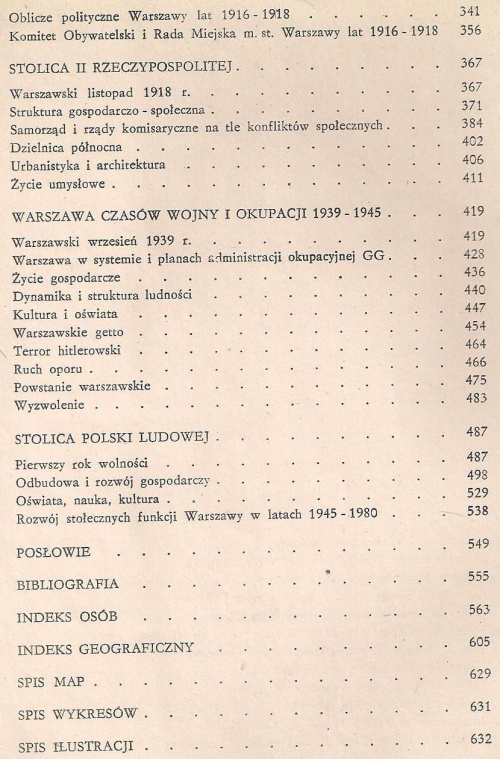 Oblicze polityczne Warszawy lat 1916-1918 . . . . . 341
Komitet Obywatelski i Rada Miejska m. st. Warszawy lat 1916-1918 356
STOLICA II RZECZYPOSPOLITEJ . . . . . . . . 367
Warszawski listopad 1918 r. . . . . . . . . . 367
Struktura gospodarczo-społeczna . . . . . . . . 371
Samorząd i rządy komisaryczne na tle konfliktów społecznych . . . 384
Dzielnica północna . . . . . . . . . . . 402
Urbanistyka i architektura . . . . . . . . . 406
Życie umysłowe . . . . . . . . . . . . 411
WARSZAWA CZASÓW WOJNY I OKUPACJI 1939-1945 . . . 419
Warszawski wrzesień 1939 r. . . . . . . . . . 419
Warszawa w systemie i planach administracji okupacyjnej GG . . . 428
Życie gospodarcze . . . . . . . . . . . 436
Dynamika i struktura ludności . . . . . . . . 440
Kultura i oświata . . . . . . . . . . . 447
Warszawskie getto . . . . . . . . . . . 454
Terror hitlerowski . . . . . . . . . . . 464
Ruch oporu . . . . . . . . . . . . . 466
Powstanie warszawskie . . . . . . . . . . 475
Wyzwolenie . . . . . . . . . . . . . 483
STOLICA POLSKI LUDOWEJ . . . . . . . . . 487
Pierwszy rok wolności . . . . . . . . . . 487
Odbudowa i rozwój gospodarczy . . . . . . . . 498
Oświata, nauka, kultura . . . . . . . . . . 529
Rozwój stołecznych funkcji Warszawy w latach 1945-1980 . . . 538
POSŁOWIE . . . . . . . . . . . . 549
BIBLIOGRAFIA . . . . . . . . . . . . 555
INDEKS OSÓB . . . . . . . . . . . . 563
INDEKS GEOGRAFICZNY . . . . . . . . . 605
SPIS MAP . . . . . . . . . . . . . 629
SPIS WYKRESÓW . . . . . . . . . . . 631
SPIS ILUSTRACJI . . . . . . . . . . . 632